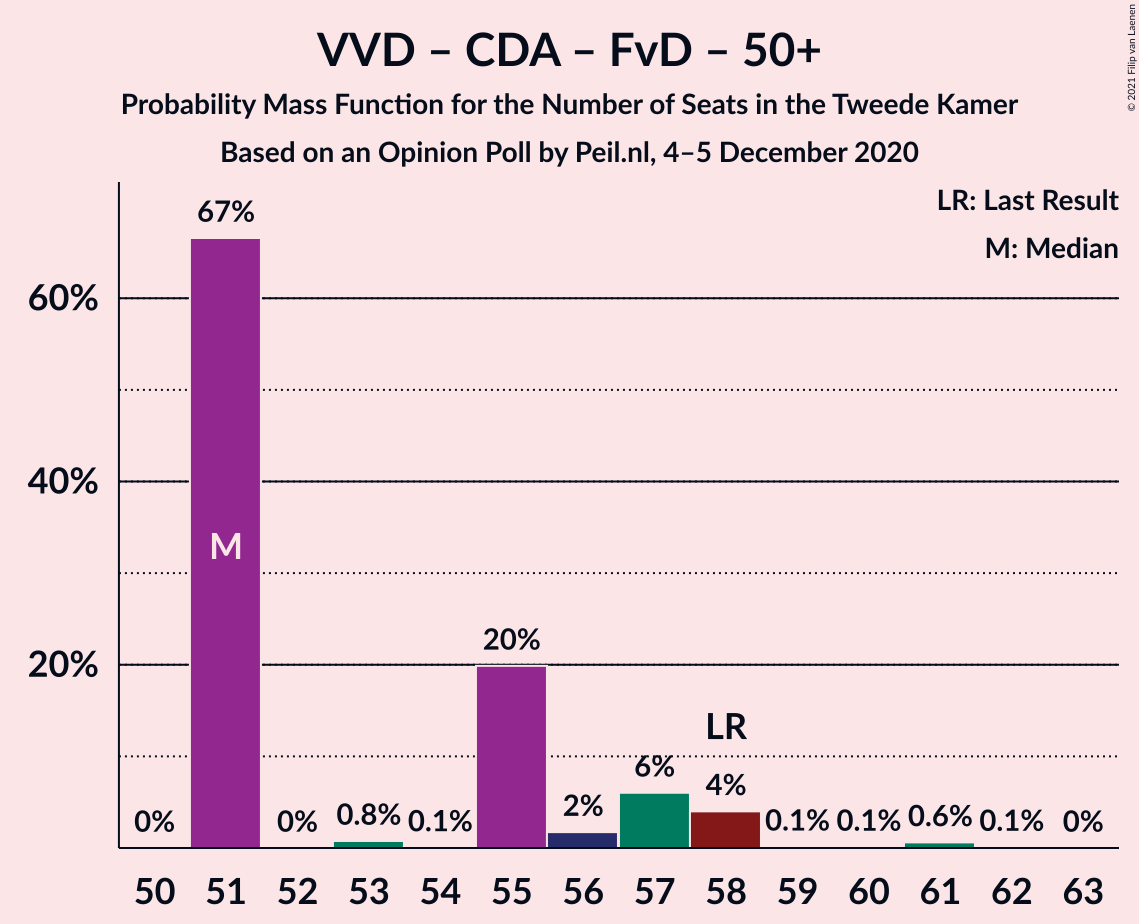 VVD – CDA – FvD – 50+
Probability Mass Function for the Number of Seats in the Tweede Kamer
Based on an Opinion Poll by Peil.nl, 4–5 December 2020
© 2021 Filip van Laenen
LR: Last Result
M: Median
60%
40%
20%
67%
M
0%
0%
0.8%
0.1%
20%
2%
6%
LR
4%
0.1%
0.1%
0.6%
0.1%
0%
50 51 52 53 54 55 56 57 58 59 60 61 62 63